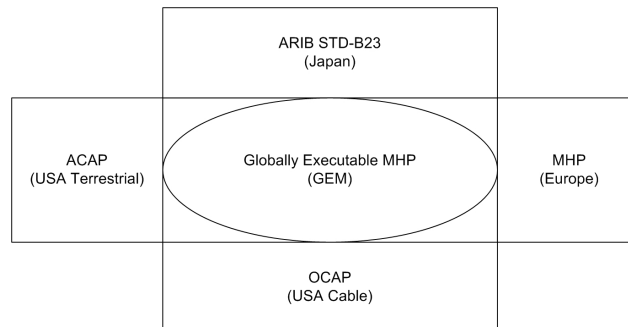 ARIB STD-B23
(Japan)
ACAP
(USA Terrestrial)
Globally Executable MHP
(GEM)
MHP
(Europe)
OCAP
(USA Cable)